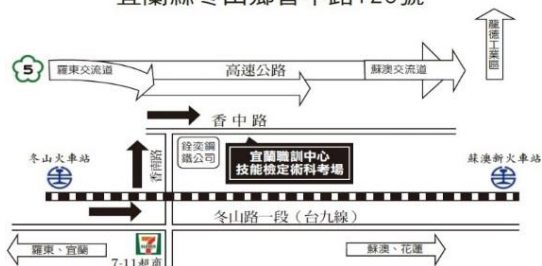 宜蘭縣冬山鄉香中路120號
龍德工業區
5
羅東交流道
高速公路
蘇澳交流道
香中路
銓奕鋼
鐵公司
宜蘭職訓中心
技能檢定術科考場
香南路
冬山火車站
蘇澳新火車站
冬山路一段（台九線）
羅東、宜蘭
7-11超商
蘇澳、花蓮